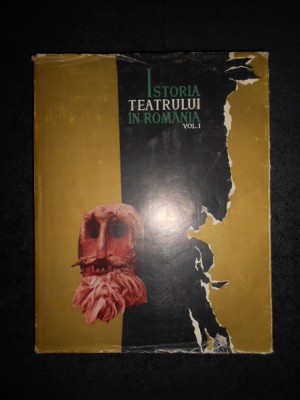 ISTORIA
TEATRULUI
IN ROMANIA
VOL. I